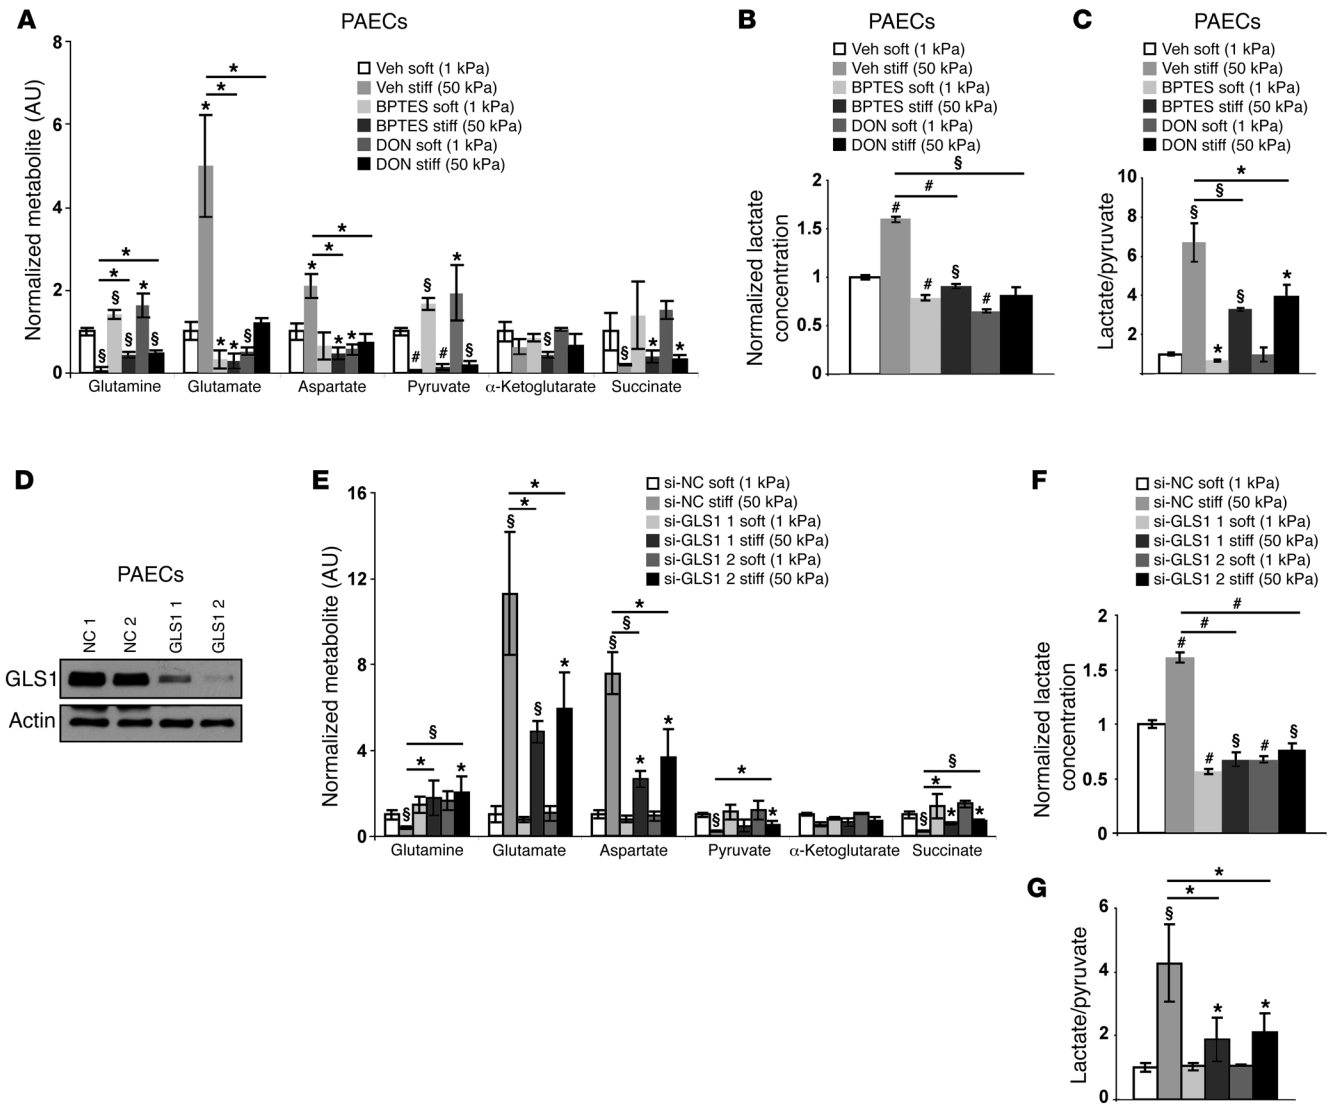 A
PAECs
Normalized metabolite (AU)
8
6
4
2
0
Veh soft (1 kPa)
Veh stiff (50 kPa)
BPTES soft (1 kPa)
BPTES stiff (50 kPa)
DON soft (1 kPa)
DON stiff (50 kPa)
* * *
* *
* * § § * § §
* * * § 
* * * * *
# § # * §
§
§ * *
Glutamine Glutamate Aspartate Pyruvate α-Ketoglutarate Succinate
B
PAECs
Veh soft (1 kPa)
Veh stiff (50 kPa)
BPTES soft (1 kPa)
BPTES stiff (50 kPa)
DON soft (1 kPa)
DON stiff (50 kPa)
Normalized lactate
concentration
2
1.5
1
0.5
0
§
#
# # § #
C
PAECs
Veh soft (1 kPa)
Veh stiff (50 kPa)
BPTES soft (1 kPa)
BPTES stiff (50 kPa)
DON soft (1 kPa)
DON stiff (50 kPa)
Lactate/pyruvate
10
8
6
4
2
*
§
§ * § *
D
PAECs
NC 1
NC 2
GLS1 1
GLS1 2
GLS1
Actin
E
Normalized metabolite (AU)
16
12
8
4
0
si-NC soft (1 kPa)
si-NC stiff (50 kPa)
si-GLS1 1 soft (1 kPa)
si-GLS1 1 stiff (50 kPa)
si-GLS1 2 soft (1 kPa)
si-GLS1 2 stiff (50 kPa)
§ * § *
* * § § *
* § § * *
* § *
§ * § * *
Glutamine Glutamate Aspartate Pyruvate α-Ketoglutarate Succinate
F
si-NC soft (1 kPa)
si-NC stiff (50 kPa)
si-GLS1 1 soft (1 kPa)
si-GLS1 1 stiff (50 kPa)
si-GLS1 2 soft (1 kPa)
si-GLS1 2 stiff (50 kPa)
Normalized lactate
concentration
2
1.5
1
0.5
0
#
#
# # § # §
G
Lactate/pyruvate
6
4
2
0
*
*
§ * *